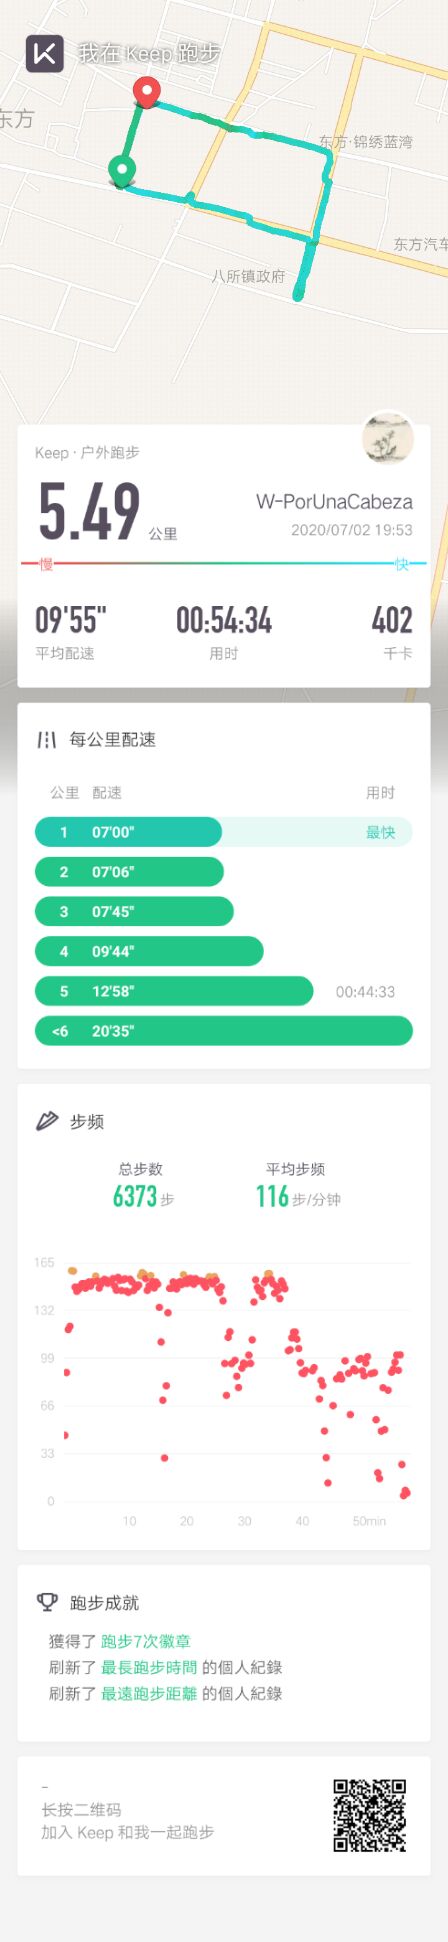 我在 Keep 跑步
东方
东方·锦绣蓝湾
东方汽车
八所镇政府
Keep · 户外跑步
5.49 公里
W-PorUnaCabeza
2020/07/02 19:53
慢 快
09'55" 00:54:34 402
平均配速 用时 千卡
每公里配速
公里 配速 用时
1 07'00" 最快
2 07'06"
3 07'45"
4 09'44"
5 12'58" 00:44:33
<6 20'35"
步频
总步数 平均步频
6373 步 116 步/分钟
165
132
99
66
33
0
10 20 30 40 50min
跑步成就
獲得了 跑步7次徽章
刷新了 最長跑步時間 的個人紀錄
刷新了 最遠跑步距離 的個人紀錄
-
长按二维码
加入 Keep 和我一起跑步